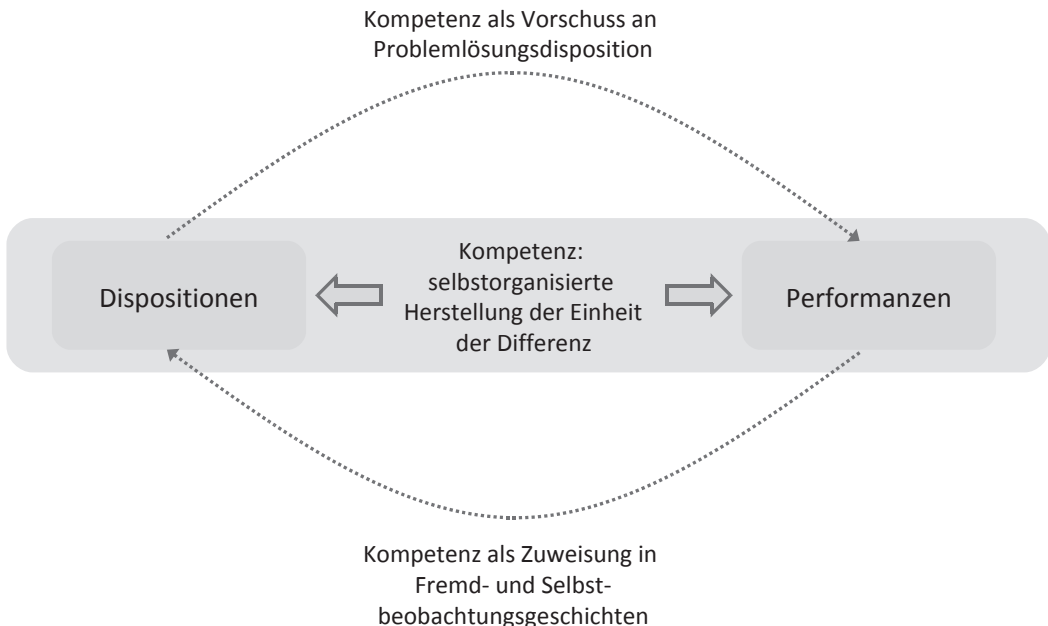 Kompetenz als Vorschuss an
Problemlösungsdisposition
Dispositionen
Kompetenz:
selbstorganisierte
Herstellung der Einheit
der Differenz
Performanzen
Kompetenz als Zuweisung in
Fremd- und Selbst-
beobachtungsgeschichten